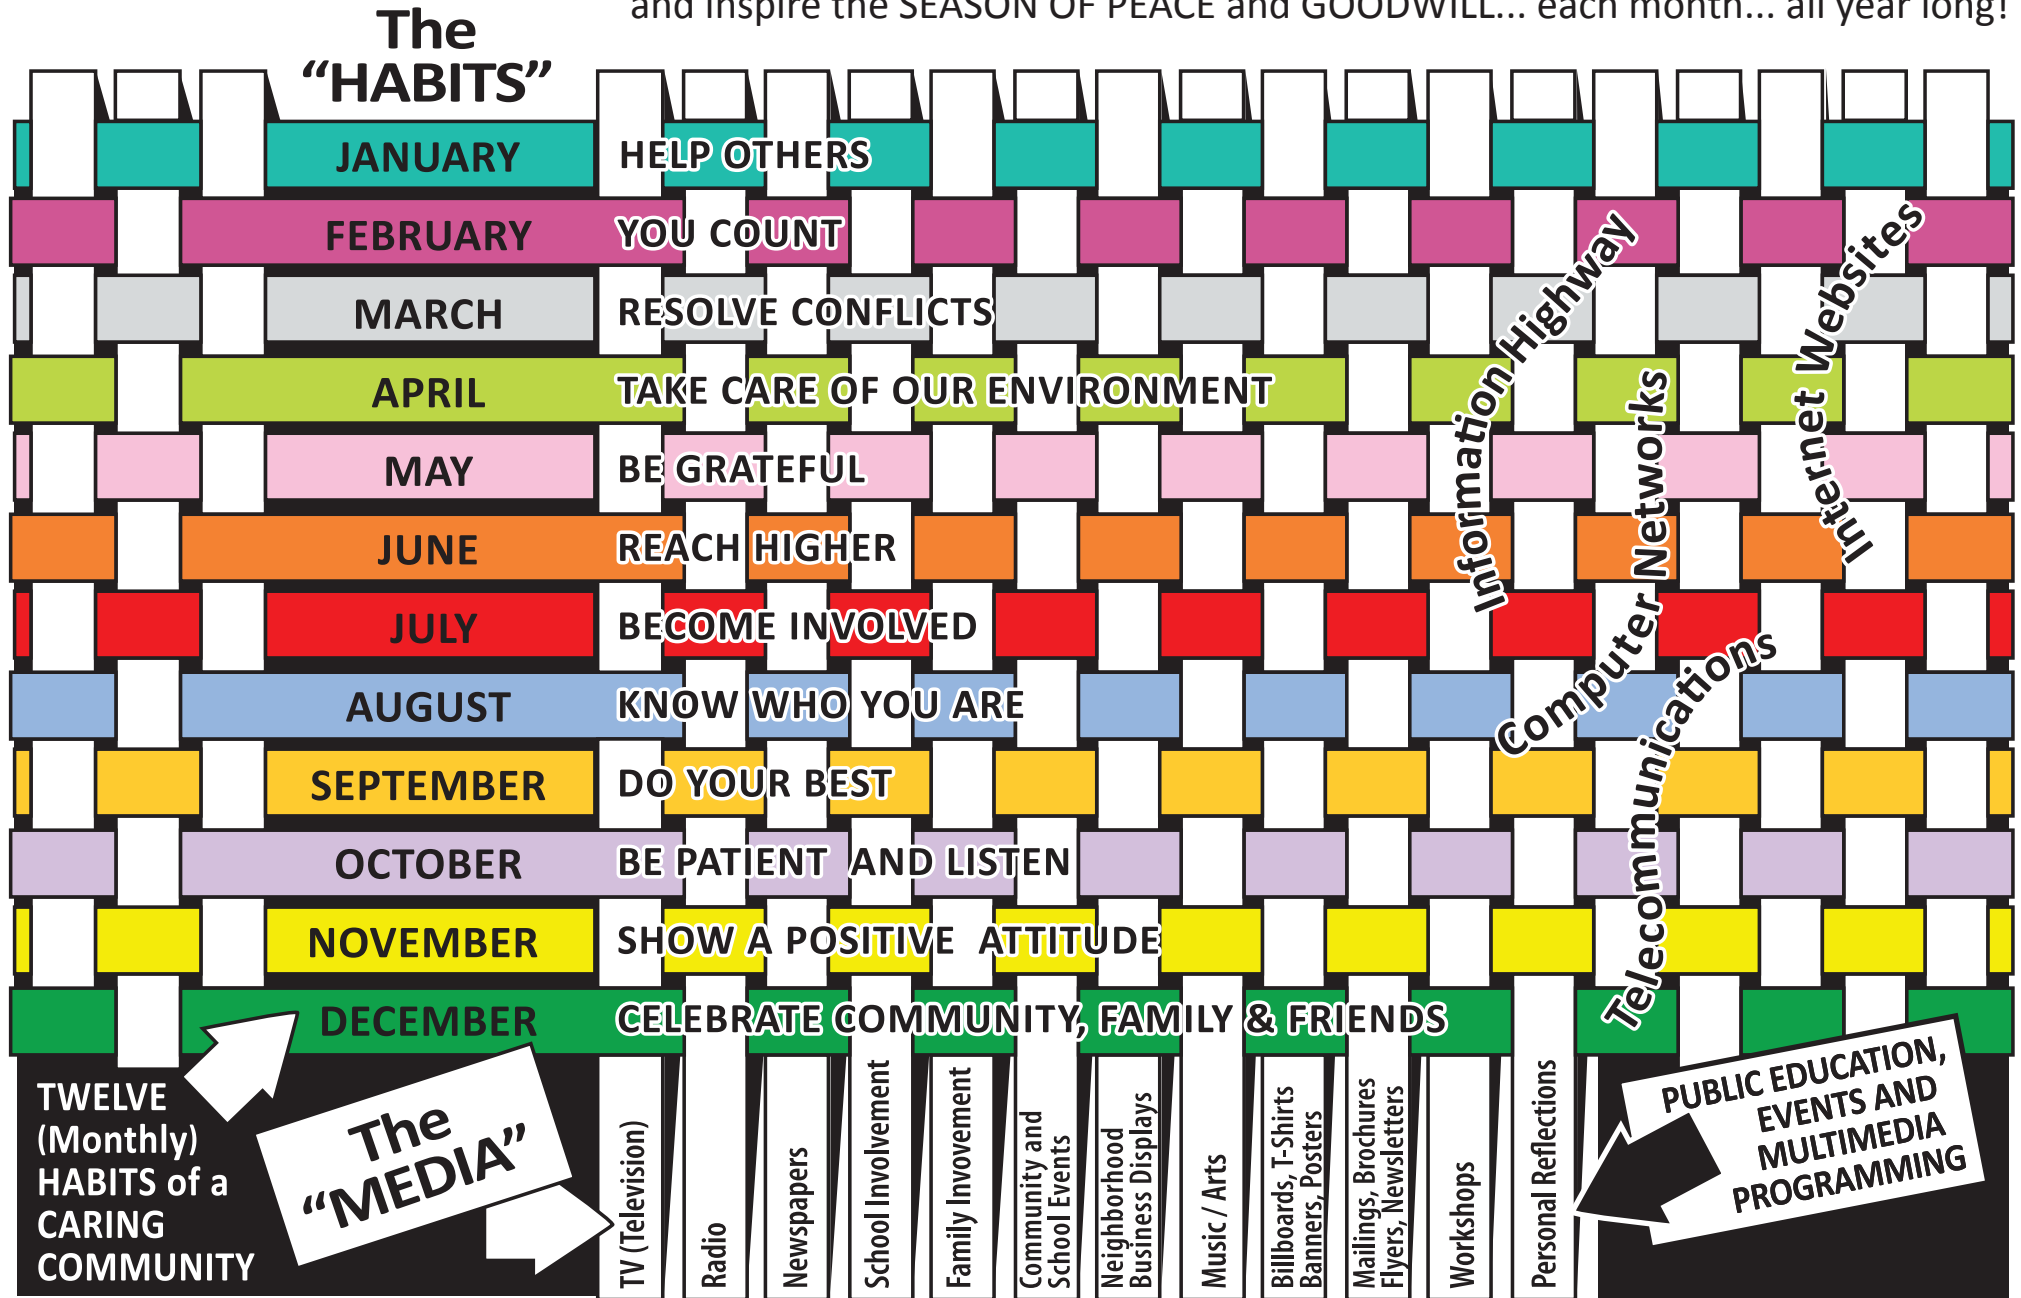 and inspire the SEASON OF PEACE and GOODWILL... each month... all year long!
The
“HABITS”
JANUARY HELP OTHERS
FEBRUARY YOU COUNT
MARCH RESOLVE CONFLICTS
APRIL TAKE CARE OF OUR ENVIRONMENT
MAY BE GRATEFUL
JUNE REACH HIGHER
JULY BECOME INVOLVED
AUGUST KNOW WHO YOU ARE
SEPTEMBER DO YOUR BEST
OCTOBER BE PATIENT AND LISTEN
NOVEMBER SHOW A POSITIVE ATTITUDE
DECEMBER CELEBRATE COMMUNITY, FAMILY & FRIENDS
Information Highway
Internet Websites
Computer Networks
Telecommunications
TWELVE
(Monthly)
HABITS of a
CARING
COMMUNITY
The
“MEDIA”
TV (Television)
Radio
Newspapers
School Involvement
Family Invovement
Community and
School Events
Neighborhood
Business Displays
Music / Arts
Billboards, T-Shirts
Banners, Posters
Mailings, Brochures
Flyers, Newsletters
Workshops
Personal Reflections
PUBLIC EDUCATION,
EVENTS AND
MULTIMEDIA
PROGRAMMING